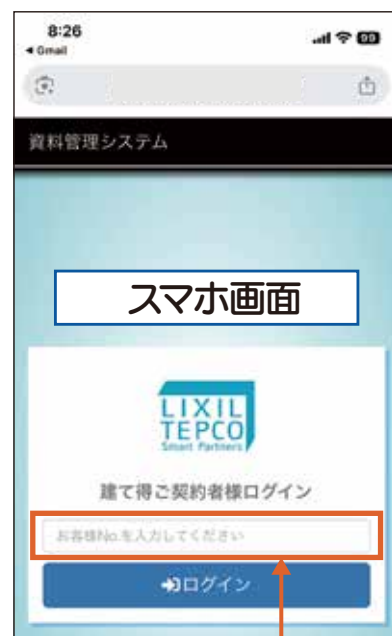 8:26
99
◀ Gmail
資料管理システム
スマホ画面
LIXIL
TEPCO
Smart Partners
建て得ご契約者様ログイン
お客様No.を入力してください
ログイン